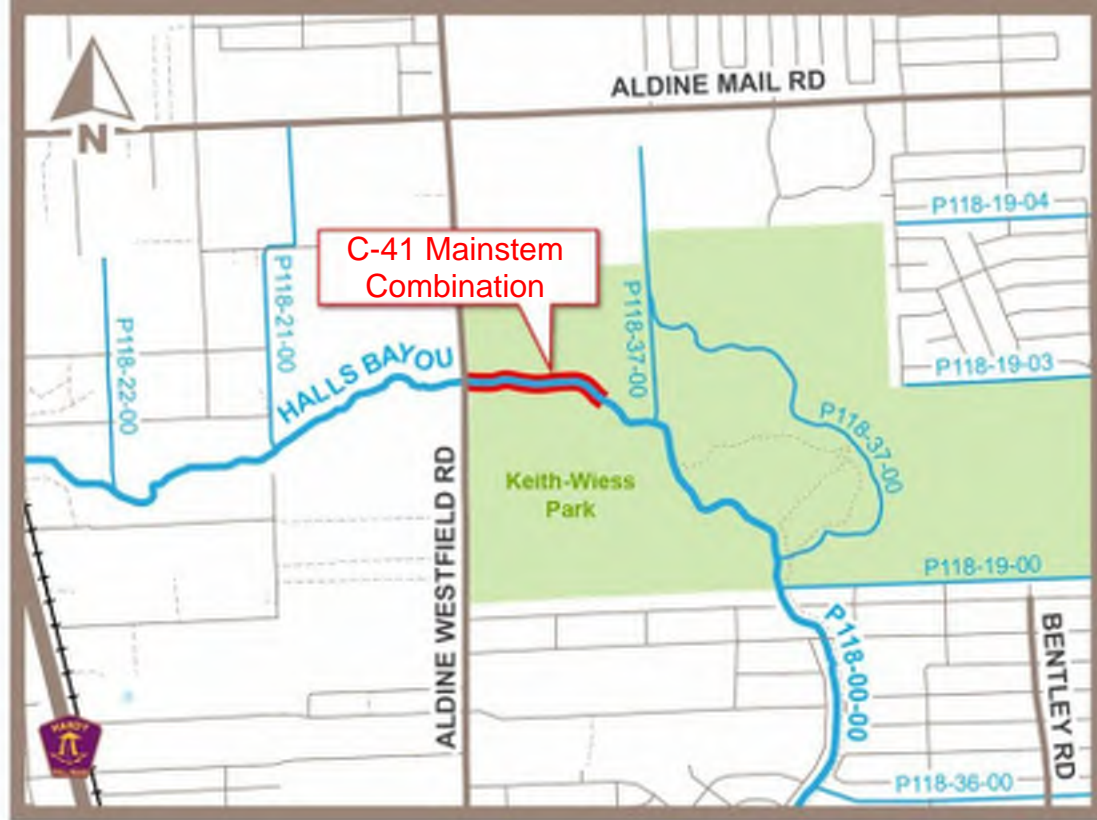 ALDINE MAIL RD
N
P118-19-04
C-41 Mainstem
Combination
P118-21-00
P118-37-00
P118-22-00
HALLS BAYOU
P118-19-03
P118-37-00
Keith-Wiess
Park
ALDINE WESTFIELD RD
P118-19-00
P118-00-00
BENTLEY RD
HARDY
P118-36-00